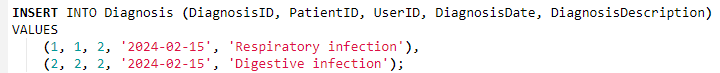 INSERT INTO Diagnosis (DiagnosisID, PatientID, UserID, DiagnosisDate, DiagnosisDescription)
VALUES
    (1, 1, 2, '2024-02-15', 'Respiratory infection'),
    (2, 2, 2, '2024-02-15', 'Digestive infection');